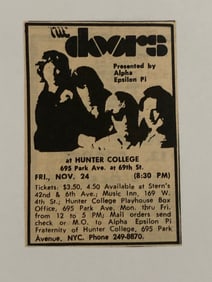 the
doors
Presented by
Alpha
Epsilon Pi
at HUNTER COLLEGE
695 Park Ave. at 69th St.
FRI., NOV. 24 (8:30 PM)
Tickets: $3.50, 4.50 Available at Stern's
42nd & 6th Ave.; Music Inn, 169 W.
4th St.; Hunter College Playhouse Box
Office, 695 Park Ave. Mon. thru Fri.
from 12 to 5 PM; Mail orders send
check or M.O. to Alpha Epsilon Pi
Fraternity of Hunter College, 695 Park
Avenue, NYC. Phone 249-8870.